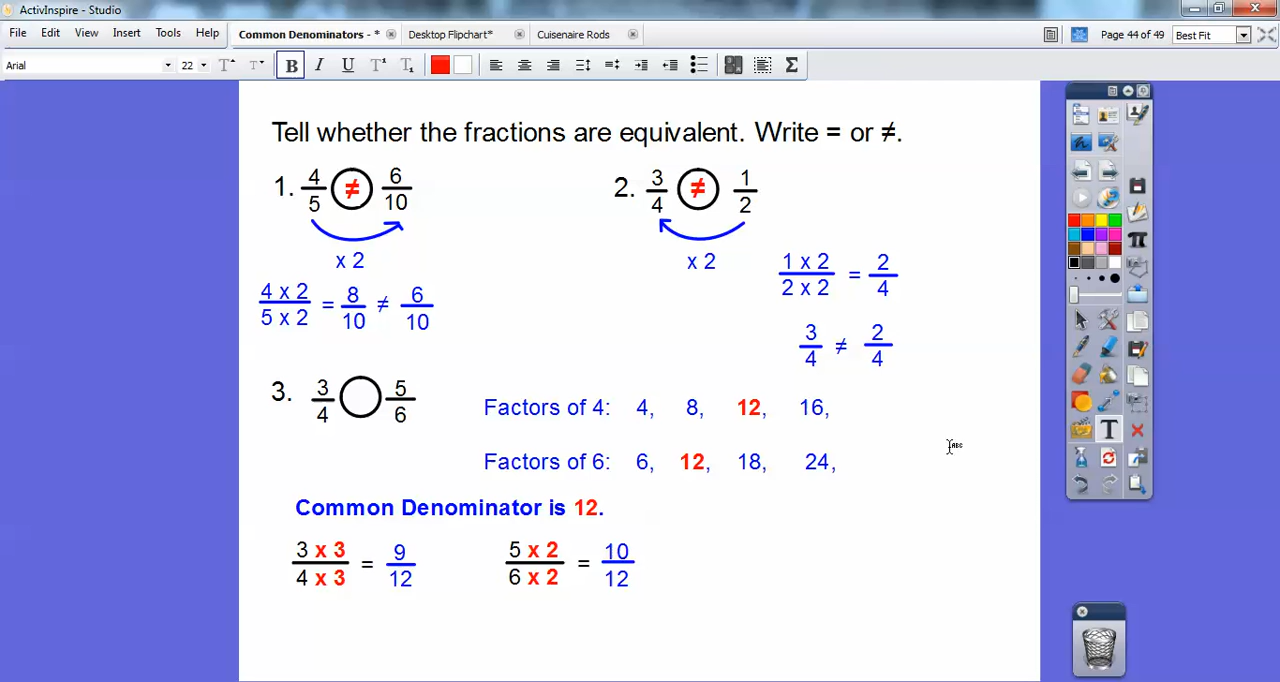 ActivInspire - Studio
File Edit View Insert Tools Help
Common Denominators - * Desktop Flipchart* Cuisenaire Rods
Page 44 of 49 Best Fit
Arial 22 T T B I U T¹ T₁ Σ
Tell whether the fractions are equivalent. Write = or ≠.
1. 4/5 ≠ 6/10
2. 3/4 ≠ 1/2
x 2
x 2
4 x 2 / 5 x 2 = 8/10 ≠ 6/10
1 x 2 / 2 x 2 = 2/4
3/4 ≠ 2/4
3. 3/4 5/6
Factors of 4: 4, 8, 12, 16,
Factors of 6: 6, 12, 18, 24,
Common Denominator is 12.
3 x 3 / 4 x 3 = 9/12
5 x 2 / 6 x 2 = 10/12
ABC
π
T